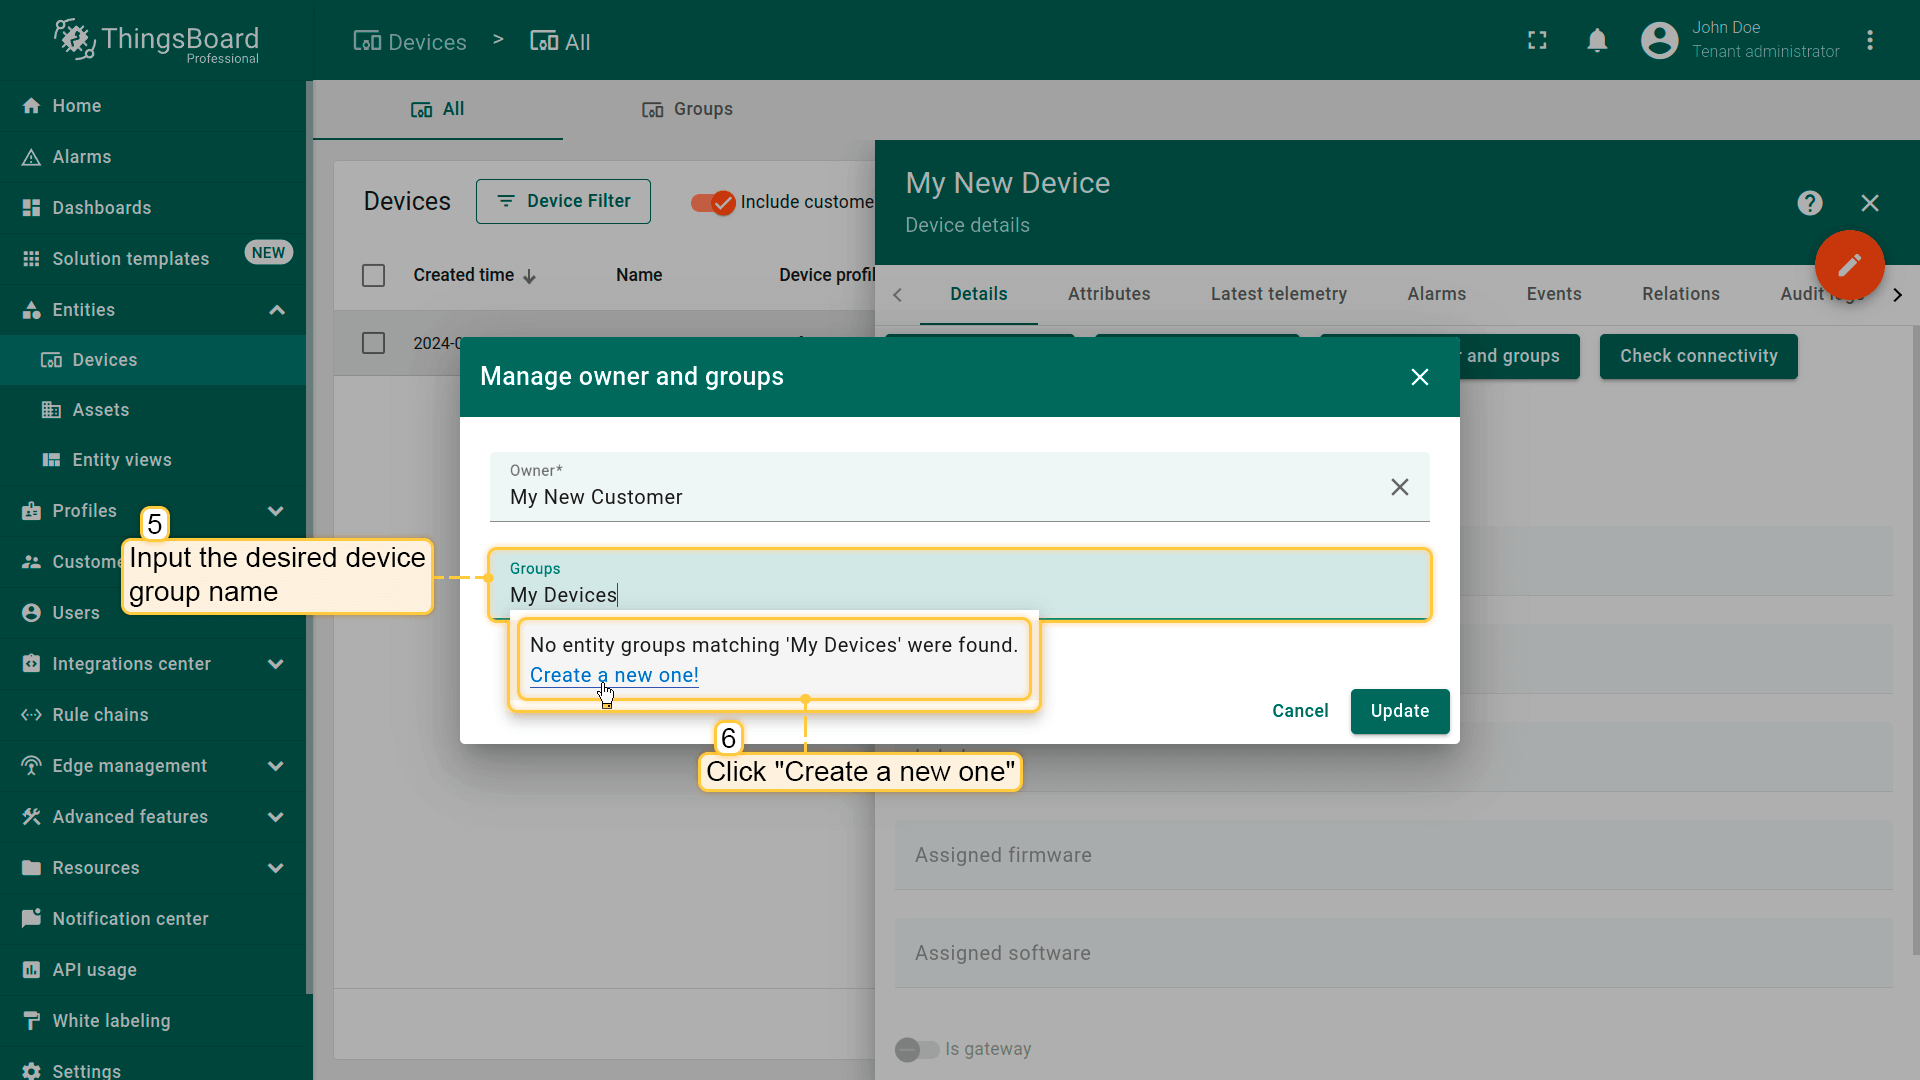 ThingsBoard
Professional
Devices > All
John Doe
Tenant administrator
Home
Alarms
Dashboards
Solution templates NEW
Entities
Devices
Assets
Entity views
Profiles
Custome
Users
Integrations center
Rule chains
Edge management
Advanced features
Resources
Notification center
API usage
White labeling
Settings
All
Groups
Devices
Device Filter
Include custome
Created time
Name
Device profil
2024-0
My New Device
Device details
Details
Attributes
Latest telemetry
Alarms
Events
Relations
Audit logs
and groups
Check connectivity
Manage owner and groups
Owner*
My New Customer
5
Input the desired device
group name
Groups
My Devices
No entity groups matching 'My Devices' were found.
Create a new one!
Cancel
Update
6
Click "Create a new one"
Assigned firmware
Assigned software
Is gateway